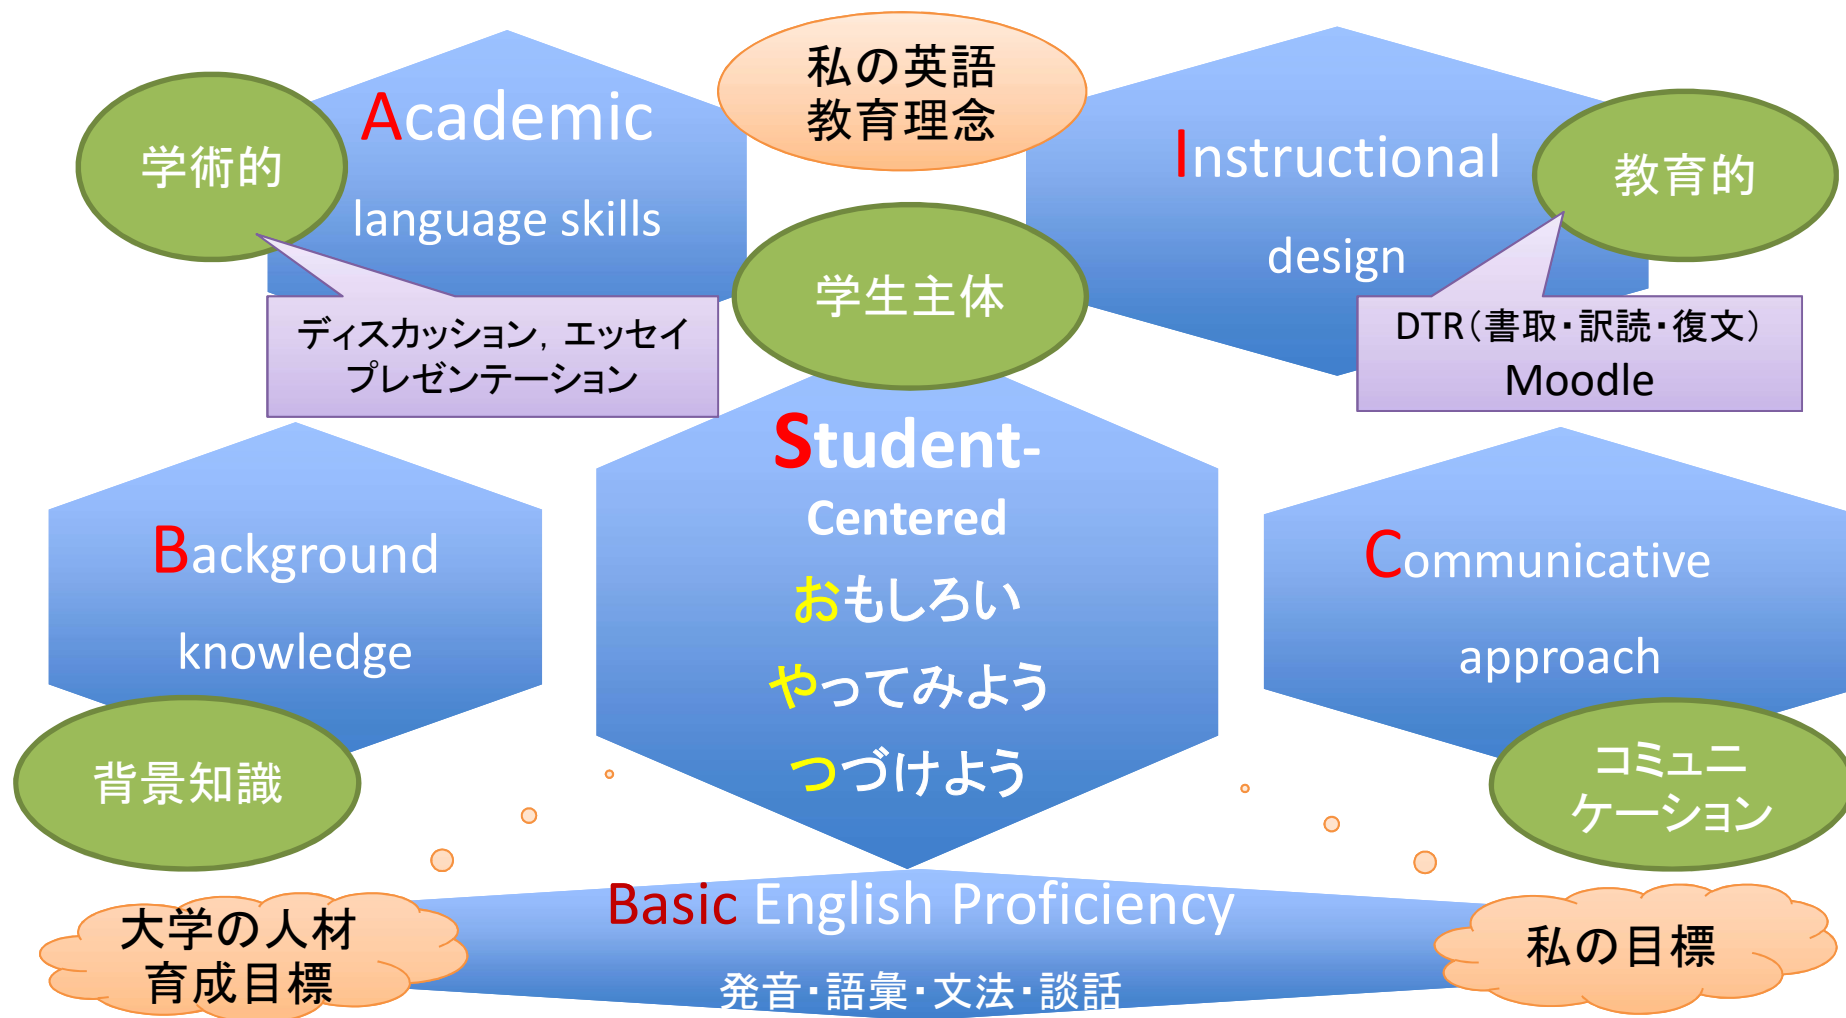 私の英語
教育理念
Academic
language skills
学術的
ディスカッション，エッセイ
プレゼンテーション
Instructional
design
教育的
DTR（書取・訳読・復文）
Moodle
学生主体
Student-
Centered
おもしろい
やってみよう
つづけよう
Background
knowledge
背景知識
Communicative
approach
コミュニ
ケーション
Basic English Proficiency
発音・語彙・文法・談話
大学の人材
育成目標
私の目標